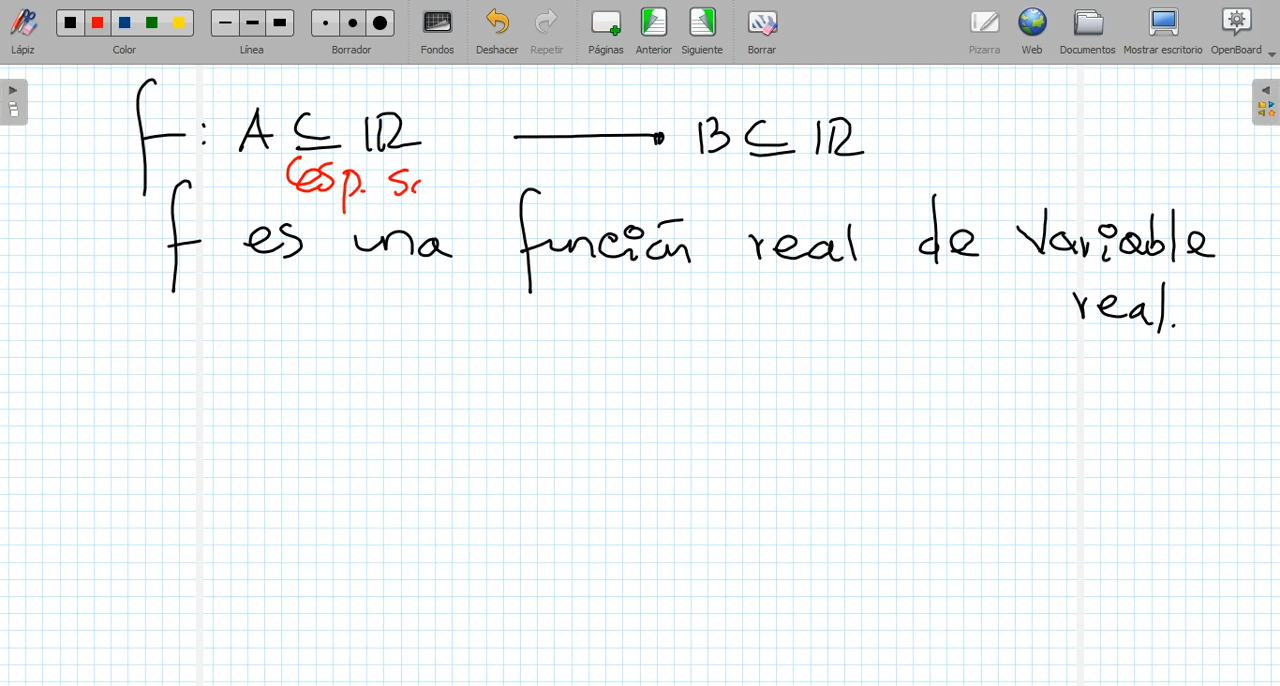 Lápiz Color Línea Borrador Fondos Deshacer Repetir Páginas Anterior Siguiente Borrar Pizarra Web Documentos Mostrar escritorio OpenBoard
f: A ⊆ ℝ ⟶ B ⊆ ℝ
esp.
f es una función real de variable
real.